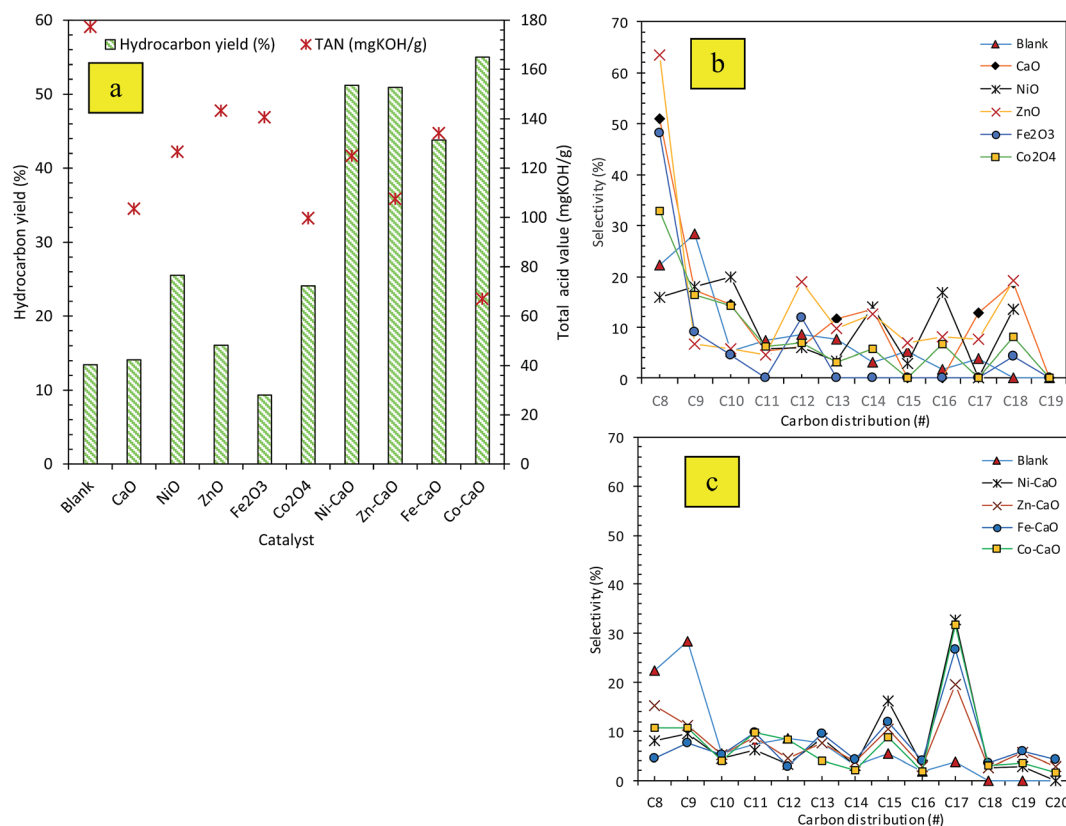 Hydrocarbon yield (%)
TAN (mgKOH/g)
a
60
50
40
30
20
10
0
Hydrocarbon yield (%)
180
160
140
120
100
80
60
40
20
0
Total acid value (mgKOH/g)
Blank
CaO
NiO
ZnO
Fe2O3
Co2O4
Ni-CaO
Zn-CaO
Fe-CaO
Co-CaO
Catalyst
b
Blank
CaO
NiO
ZnO
Fe2O3
Co2O4
70
60
50
40
30
20
10
0
Selectivity (%)
C8 C9 C10 C11 C12 C13 C14 C15 C16 C17 C18 C19
Carbon distribution (#)
c
Blank
Ni-CaO
Zn-CaO
Fe-CaO
Co-CaO
70
60
50
40
30
20
10
0
Selectivity (%)
C8 C9 C10 C11 C12 C13 C14 C15 C16 C17 C18 C19 C20
Carbon distribution (#)